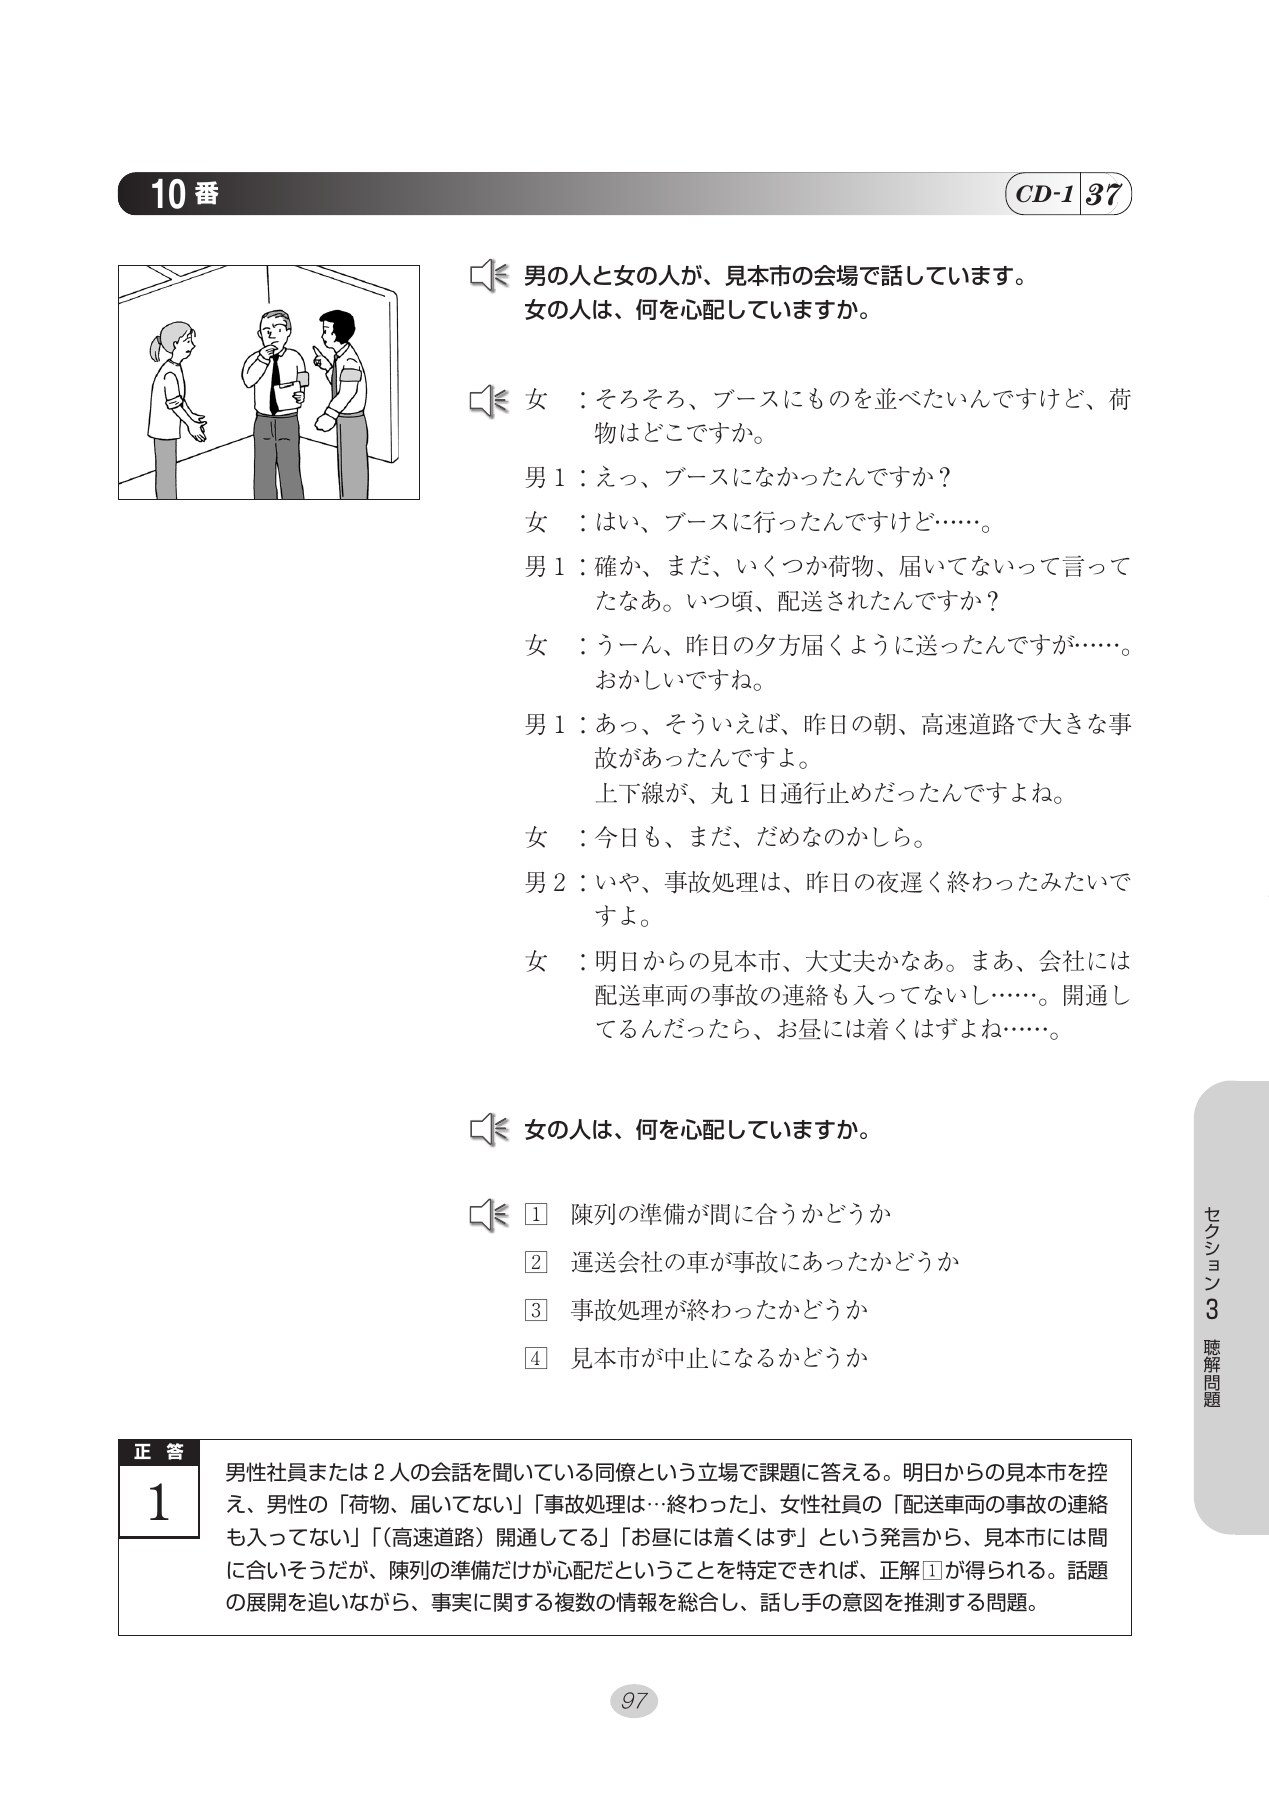 10番
CD-1 37
男の人と女の人が、見本市の会場で話しています。
女の人は、何を心配していますか。
女　：そろそろ、ブースにものを並べたいんですけど、荷
物はどこですか。
男1：えっ、ブースになかったんですか？
女　：はい、ブースに行ったんですけど……。
男1：確か、まだ、いくつか荷物、届いてないって言って
たなあ。いつ頃、配送されたんですか？
女　：うーん、昨日の夕方届くように送ったんですが……。
おかしいですね。
男1：あっ、そういえば、昨日の朝、高速道路で大きな事
故があったんですよ。
上下線が、丸1日通行止めだったんですよね。
女　：今日も、まだ、だめなのかしら。
男2：いや、事故処理は、昨日の夜遅く終わったみたいで
すよ。
女　：明日からの見本市、大丈夫かなあ。まあ、会社には
配送車両の事故の連絡も入ってないし……。開通し
てるんだったら、お昼には着くはずよね……。
女の人は、何を心配していますか。
1　陳列の準備が間に合うかどうか
2　運送会社の車が事故にあったかどうか
3　事故処理が終わったかどうか
4　見本市が中止になるかどうか
セクション3　聴解問題
正答
1
男性社員または2人の会話を聞いている同僚という立場で課題に答える。明日からの見本市を控
え、男性の「荷物、届いてない」「事故処理は…終わった」、女性社員の「配送車両の事故の連絡
も入ってない」「（高速道路）開通してる」「お昼には着くはず」という発言から、見本市には間
に合いそうだが、陳列の準備だけが心配だということを特定できれば、正解1が得られる。話題
の展開を追いながら、事実に関する複数の情報を総合し、話し手の意図を推測する問題。
97